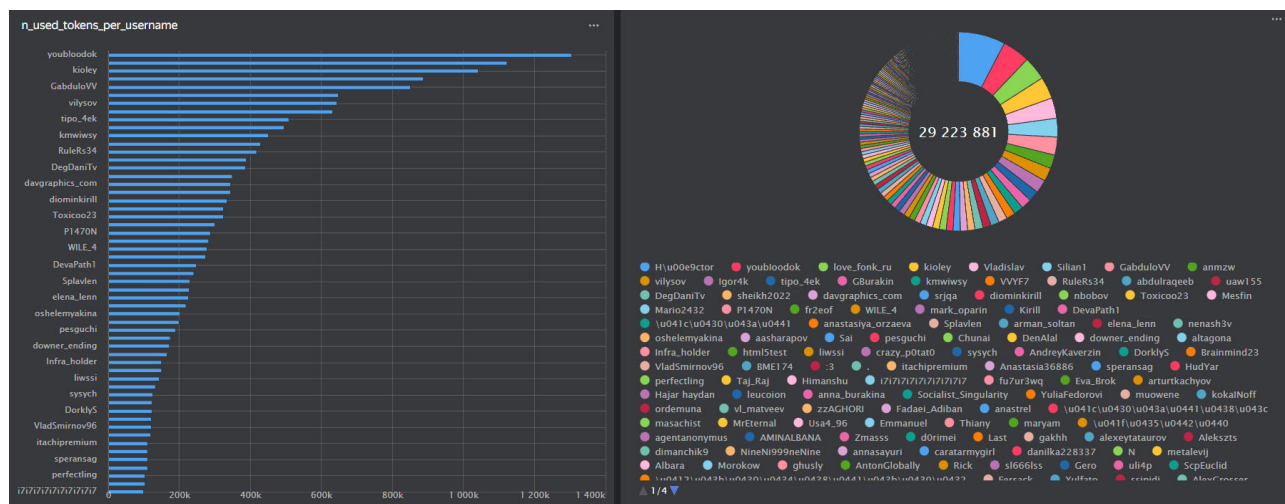 n_used_tokens_per_username
youbloodok
kioley
GabduloVV
vilysov
tipo_4ek
kmwiwsy
RuleRs34
DegDaniTv
davgraphics_com
diominkirill
Toxicoo23
P1470N
WILE_4
DevaPath1
Splavlen
elena_lenn
oshelemyakina
pesguchi
downer_ending
Infra_holder
liwssi
sysych
DorklyS
VladSmirnov96
itachipremium
speransag
perfectling
i7i7i7i7i7i7i7i7i7i7
0 200k 400k 600k 800k 1 000k 1 200k 1 400k
...
29 223 881
H\u00e9ctor youbloodok love_fonk_ru kioley Vladislav Silian1 GabduloVV anmzw
vilysov Igor4k tipo_4ek GBurakin kmwiwsy VVYF7 RuleRs34 abdulraqeeb uaw155
DegDaniTv sheikh2022 davgraphics_com srjqa diominkirill nbobov Toxicoo23 Mesfin
Mario2432 P1470N fr2eof WILE_4 mark_oparin Kirill DevaPath1
\u041c\u0430\u043a\u0441 anastasiya_orzaeva Splavlen arman_soltan elena_lenn nenash3v
oshelemyakina aasharapov Sai pesguchi Chunai DenAlal downer_ending altagona
Infra_holder html5test liwssi crazy_p0tat0 sysych AndreyKaverzin DorklyS Brainmind23
VladSmirnov96 BME174 :3 . itachipremium Anastasia36886 speransag HudYar
perfectling Taj_Raj Himanshu i7i7i7i7i7i7i7i7i7i7 fu7ur3wq Eva_Brok arturtkachyov
Hajar haydan leucoion anna_burakina Socialist_Singularity YuliaFedorovi muowene kokalNoff
ordemuna vl_matveev zzAGHORI Fadaei_Adiban anastrel \u041c\u0430\u043a\u0441\u0438\u043c
masachist MrEternal Usa4_96 Emmanuel Thiany maryam \u041f\u0435\u0442\u0440
agentanonymus AMINALBANA Zmasss d0rimei Last gakhh alexeytataurov Alekszts
dimanchik9 NineNi999neNine annasayuri caratarmygirl danilka228337 N metalevij
Albara Morokow ghusly AntonGlobally Rick sl666lss Gero uli4p ScpEuclid
1/4